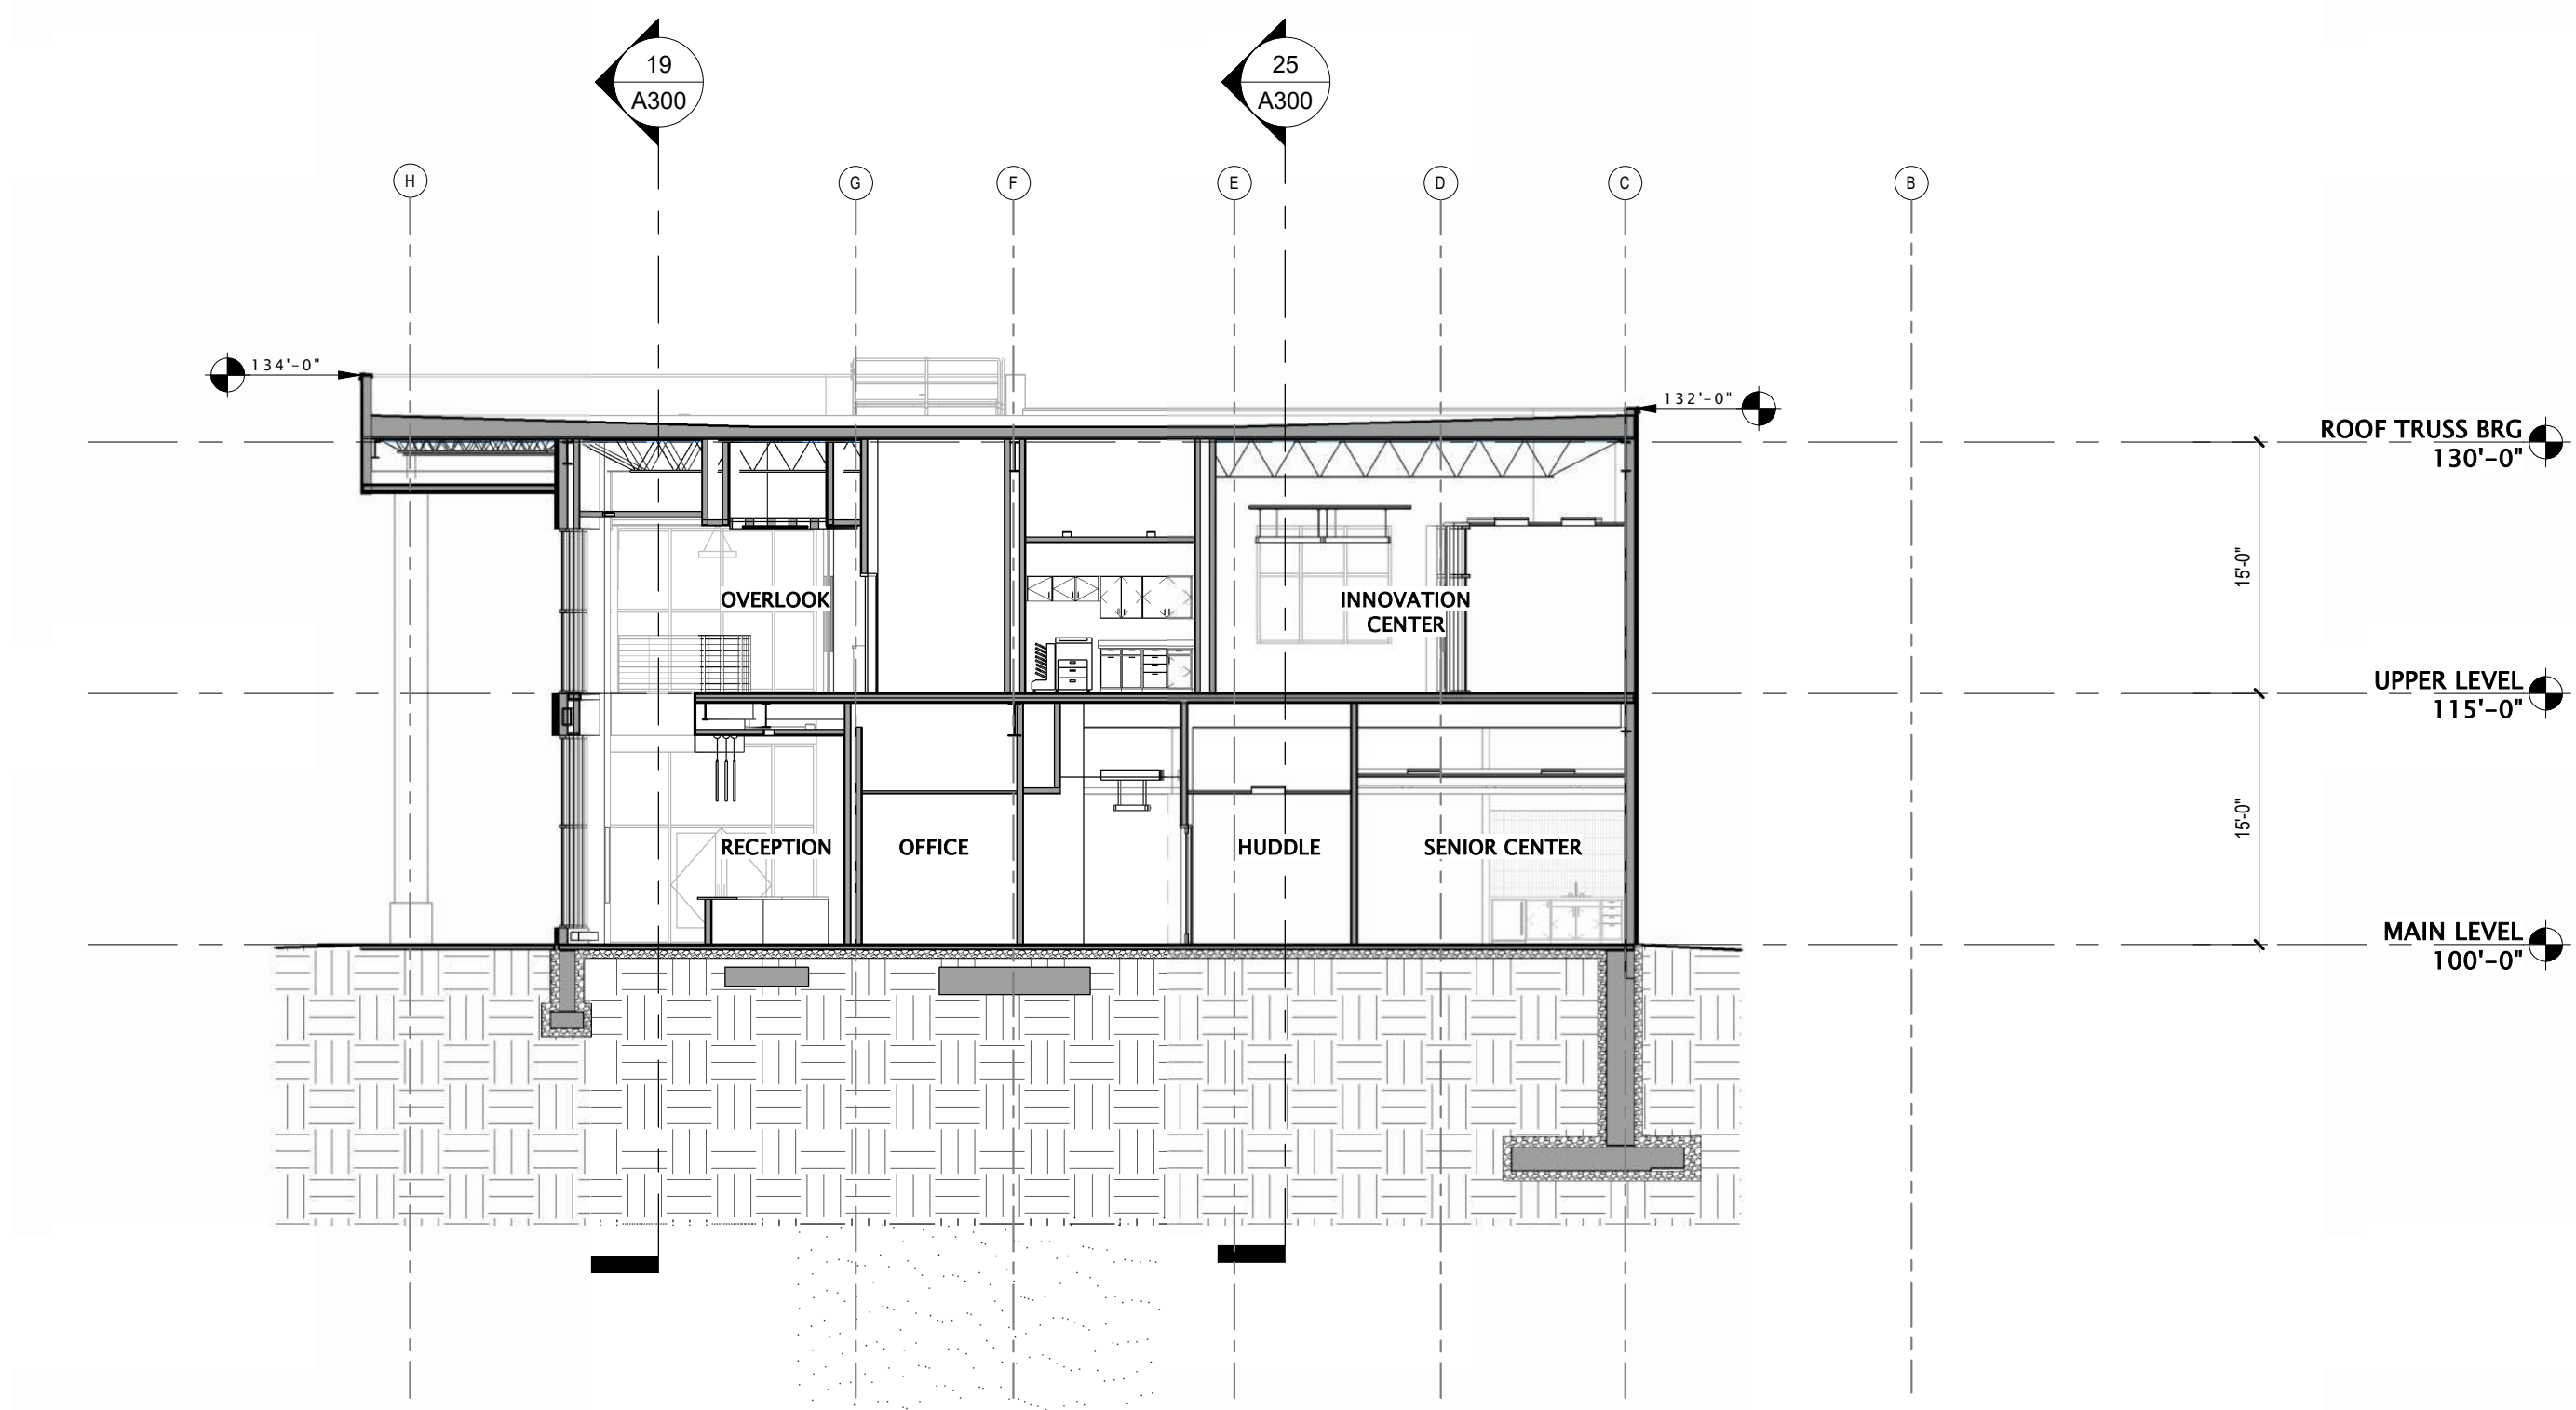 19
A300
25
A300
H
G
F
E
D
C
B
134'-0"
132'-0"
ROOF TRUSS BRG
130'-0"
15'-0"
OVERLOOK
INNOVATION
CENTER
UPPER LEVEL
115'-0"
15'-0"
RECEPTION
OFFICE
HUDDLE
SENIOR CENTER
MAIN LEVEL
100'-0"